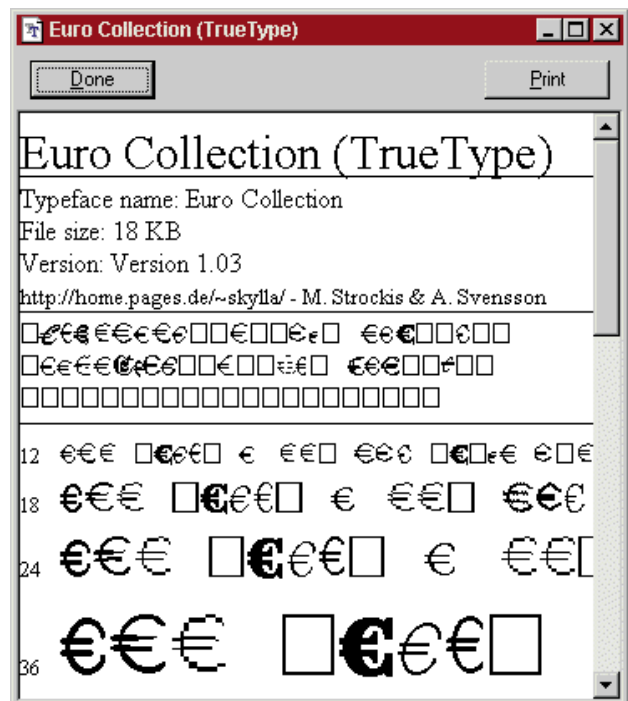 Euro Collection (TrueType)
Done
Print
Euro Collection (TrueType)
Typeface name: Euro Collection
File size: 18 KB
Version: Version 1.03
http://home.pages.de/~skylla/ - M. Strockis & A. Svensson
□€€€€€€€€□□€□□€€□ €€€□□€□□
□€€€€€€€€□□€□□€€□ €€€□□€□□
□□□□□□□□□□□□□□□□□□□□□
12 €€€ □€€€□ € €€□ €€€ □€□€€ €□€
18 €€€ □€€€□ € €€□ €€€
24 €€€ □€€€□ € €€□
36 €€€ □€€€□